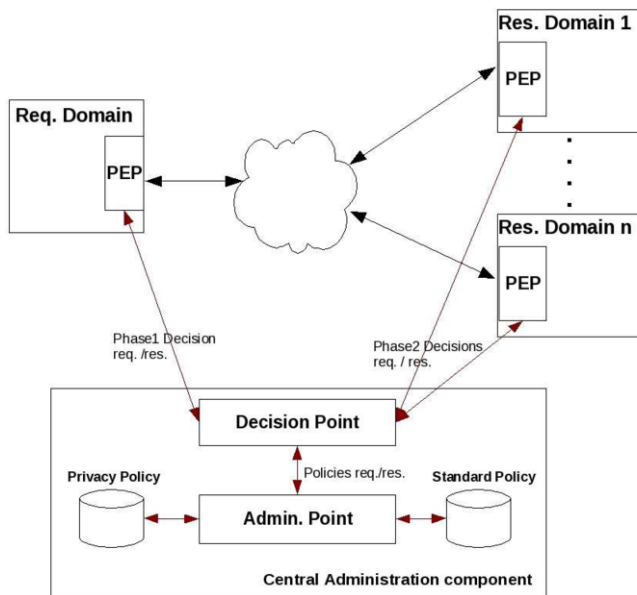 Res. Domain 1
PEP
Req. Domain
PEP
Res. Domain n
PEP
Phase1 Decision
req. /res.
Phase2 Decisions
req. / res.
Decision Point
Policies req./res.
Privacy Policy
Standard Policy
Admin. Point
Central Administration component